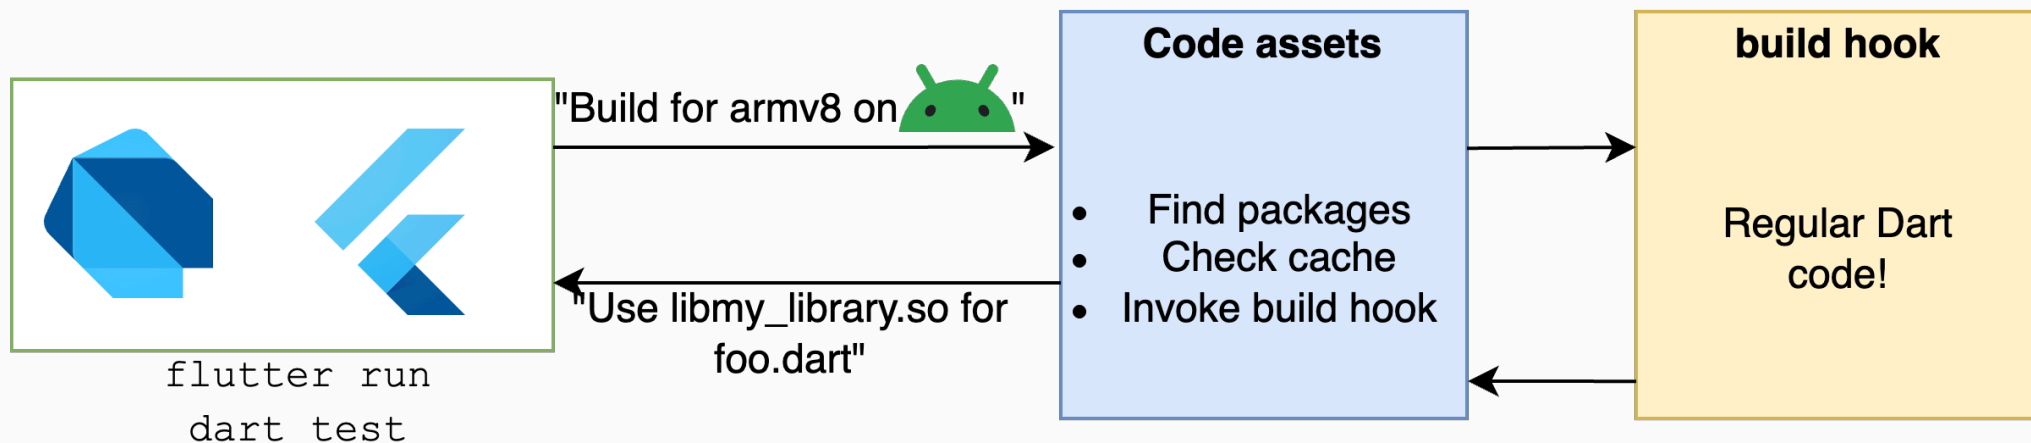 "Build for armv8 on "
"Use libmy_library.so for
foo.dart"
flutter run
dart test
Code assets
• Find packages
• Check cache
• Invoke build hook
build hook
Regular Dart
code!